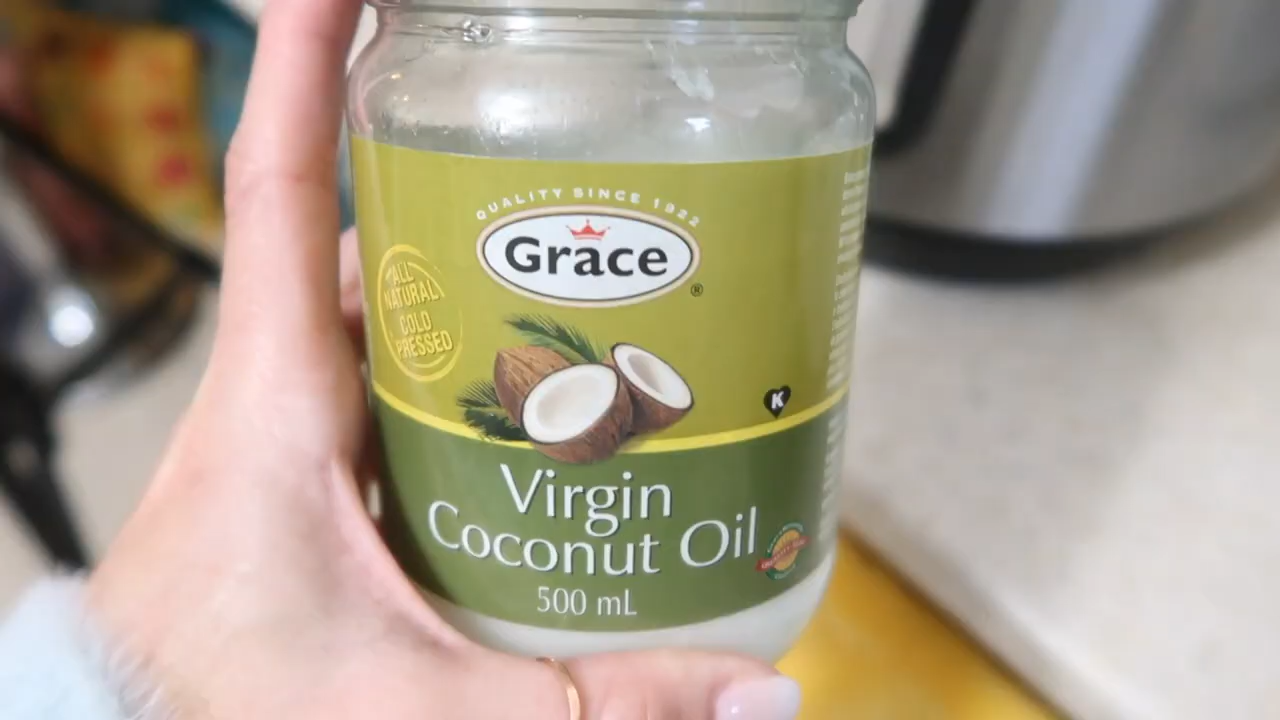 QUALITY SINCE 1922
Grace
®
ALL
NATURAL
COLD
PRESSED
K
Virgin
Coconut Oil
500 mL